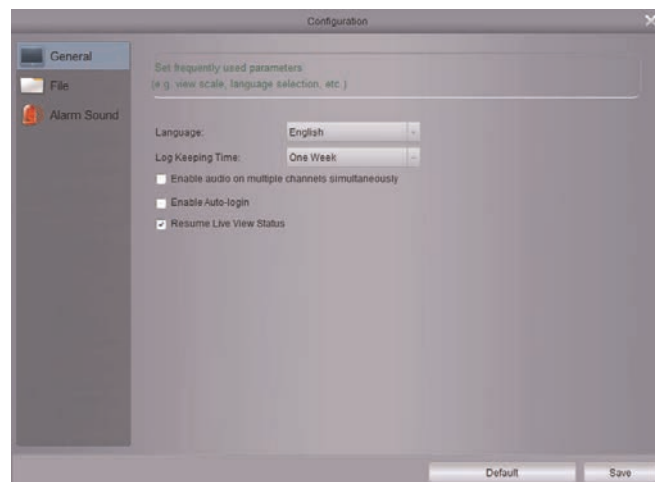 Configuration
General
File
Alarm Sound
Set frequently used parameters
(e.g. view scale, language selection, etc.)
Language: English
Log Keeping Time: One Week
Enable audio on multiple channels simultaneously
Enable Auto-login
Resume Live View Status
Default Save